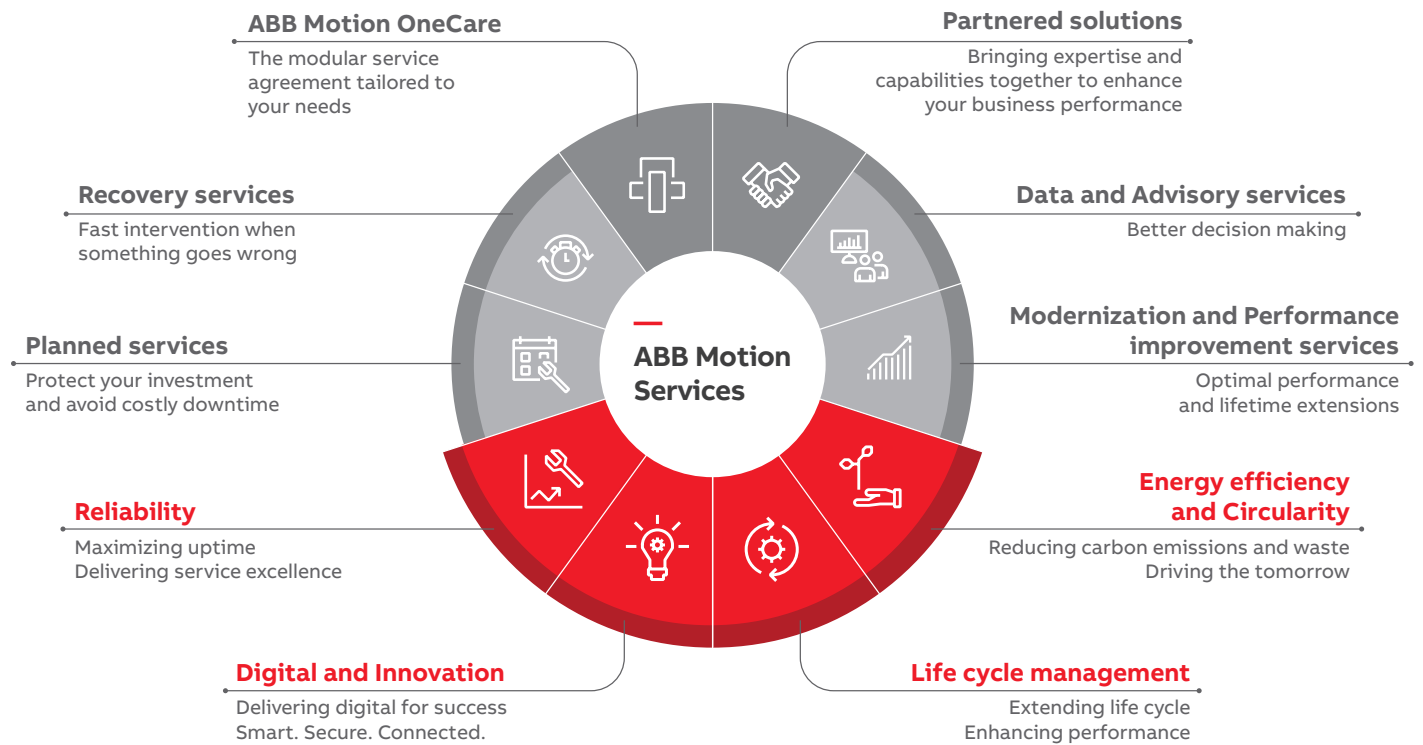 ABB Motion OneCare
The modular service
agreement tailored to
your needs
Partnered solutions
Bringing expertise and
capabilities together to enhance
your business performance
Recovery services
Fast intervention when
something goes wrong
Data and Advisory services
Better decision making
Planned services
Protect your investment
and avoid costly downtime
ABB Motion
Services
Modernization and Performance
improvement services
Optimal performance
and lifetime extensions
Reliability
Maximizing uptime
Delivering service excellence
Energy efficiency
and Circularity
Reducing carbon emissions and waste
Driving the tomorrow
Digital and Innovation
Delivering digital for success
Smart. Secure. Connected.
Life cycle management
Extending life cycle
Enhancing performance